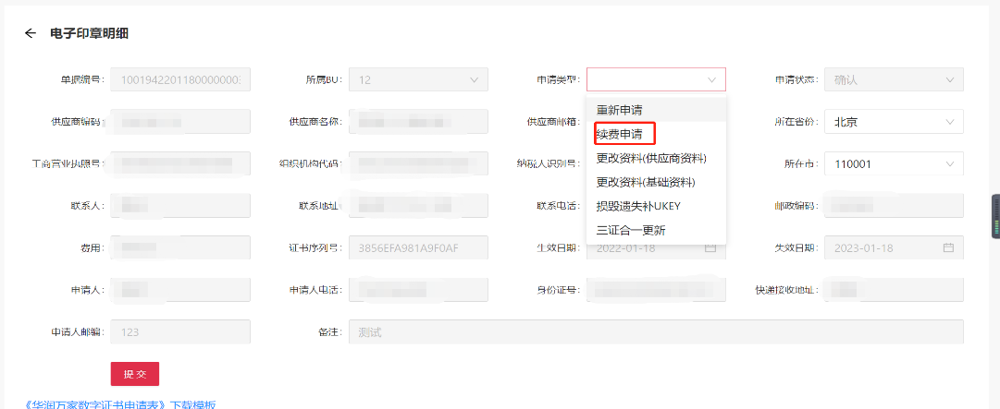 电子印章明细
单据编号: 1001942201180000003 所属BU: 12 申请类型: 申请状态: 确认
重新申请
供应商编码: 供应商名称: 供应商邮箱: 所在省份: 北京
续费申请
工商营业执照号: 组织机构代码: 纳税人识别号: 所在市: 110001
更改资料(供应商资料)
更改资料(基础资料)
联系人: 联系地址: 联系电话: 邮政编码:
损毁遗失补UKEY
三证合一更新
费用: 证书序列号: 3856EFA981A9F0AF 生效日期: 2022-01-18 失效日期: 2023-01-18
申请人: 申请人电话: 身份证号: 快递接收地址:
申请人邮编: 123 备注: 测试
提交
《华润万家数字证书申请表》下载模板